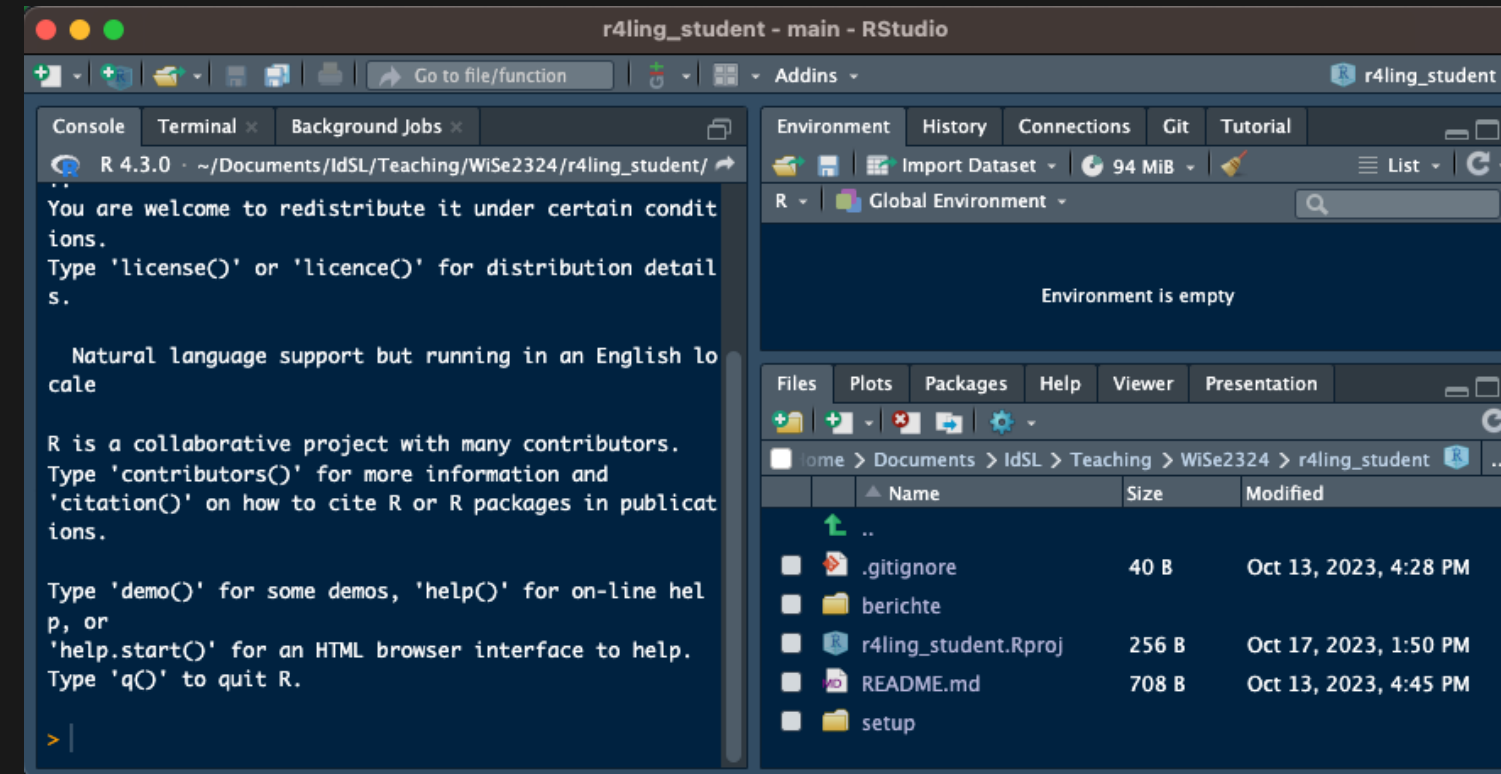 r4ling_student - main - RStudio
Go to file/function
Addins
r4ling_student
Console Terminal Background Jobs
R 4.3.0 · ~/Documents/IdSL/Teaching/WiSe2324/r4ling_student/
You are welcome to redistribute it under certain condit
ions.
Type 'license()' or 'licence()' for distribution detail
s.
Natural language support but running in an English lo
cale
R is a collaborative project with many contributors.
Type 'contributors()' for more information and
'citation()' on how to cite R or R packages in publicat
ions.
Type 'demo()' for some demos, 'help()' for on-line hel
p, or
'help.start()' for an HTML browser interface to help.
Type 'q()' to quit R.
>
Environment History Connections Git Tutorial
Import Dataset 94 MiB List
R Global Environment
Environment is empty
Files Plots Packages Help Viewer Presentation
Documents > IdSL > Teaching > WiSe2324 > r4ling_student
Name Size Modified
..
.gitignore 40 B Oct 13, 2023, 4:28 PM
berichte
r4ling_student.Rproj 256 B Oct 17, 2023, 1:50 PM
README.md 708 B Oct 13, 2023, 4:45 PM
setup